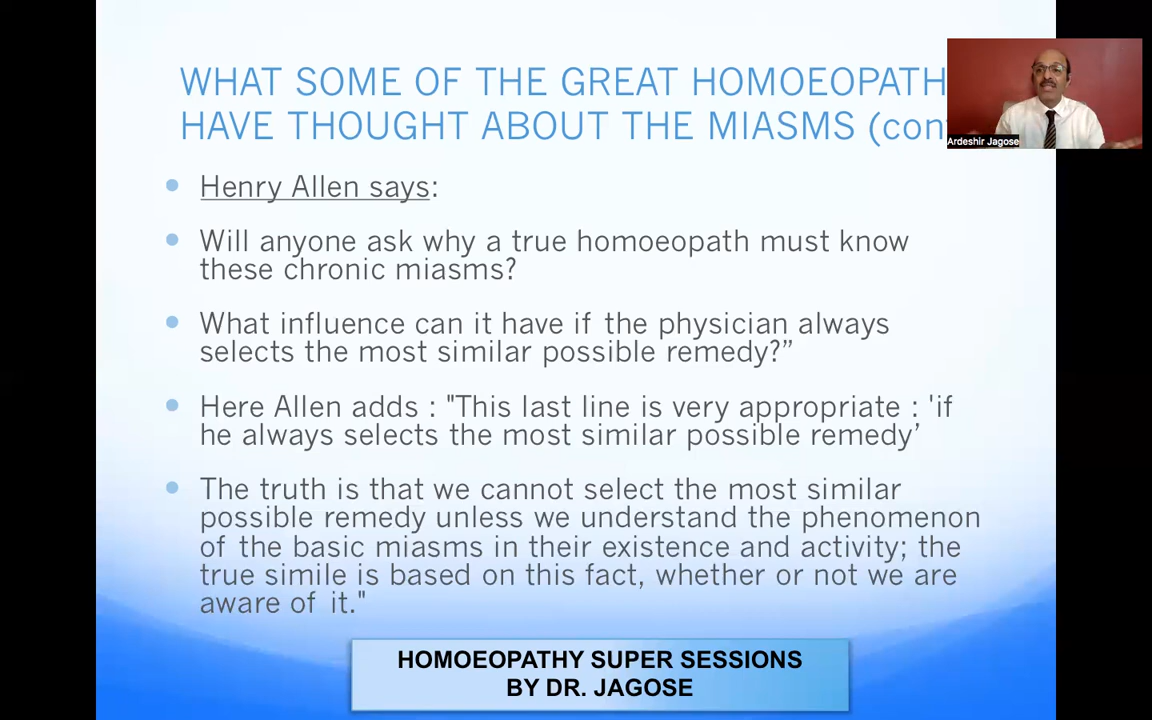 WHAT SOME OF THE GREAT HOMOEOPATH
HAVE THOUGHT ABOUT THE MIASMS (con
Ardeshir Jagose
Henry Allen says:
Will anyone ask why a true homoeopath must know
these chronic miasms?
What influence can it have if the physician always
selects the most similar possible remedy?”
Here Allen adds : "This last line is very appropriate : 'if
he always selects the most similar possible remedy’
The truth is that we cannot select the most similar
possible remedy unless we understand the phenomenon
of the basic miasms in their existence and activity; the
true simile is based on this fact, whether or not we are
aware of it."
HOMOEOPATHY SUPER SESSIONS
BY DR. JAGOSE